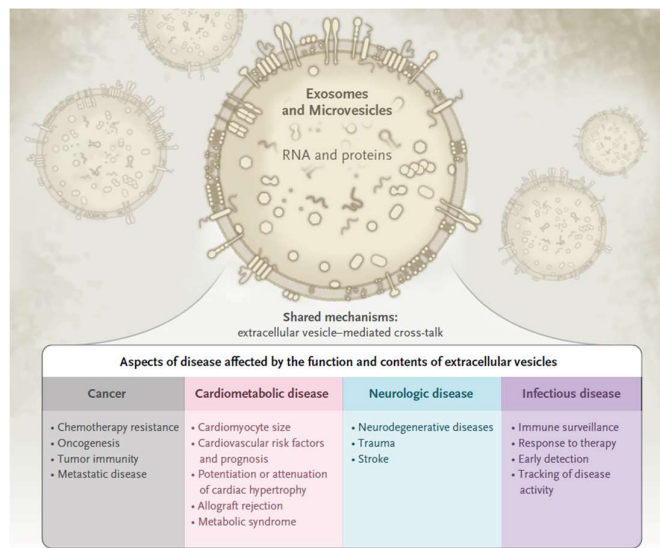 Exosomes
and Microvesicles
RNA and proteins
Shared mechanisms:
extracellular vesicle–mediated cross-talk
Aspects of disease affected by the function and contents of extracellular vesicles
Cancer
• Chemotherapy resistance
• Oncogenesis
• Tumor immunity
• Metastatic disease
Cardiometabolic disease
• Cardiomyocyte size
• Cardiovascular risk factors
and prognosis
• Potentiation or attenuation
of cardiac hypertrophy
• Allograft rejection
• Metabolic syndrome
Neurologic disease
• Neurodegenerative diseases
• Trauma
• Stroke
Infectious disease
• Immune surveillance
• Response to therapy
• Early detection
• Tracking of disease
activity